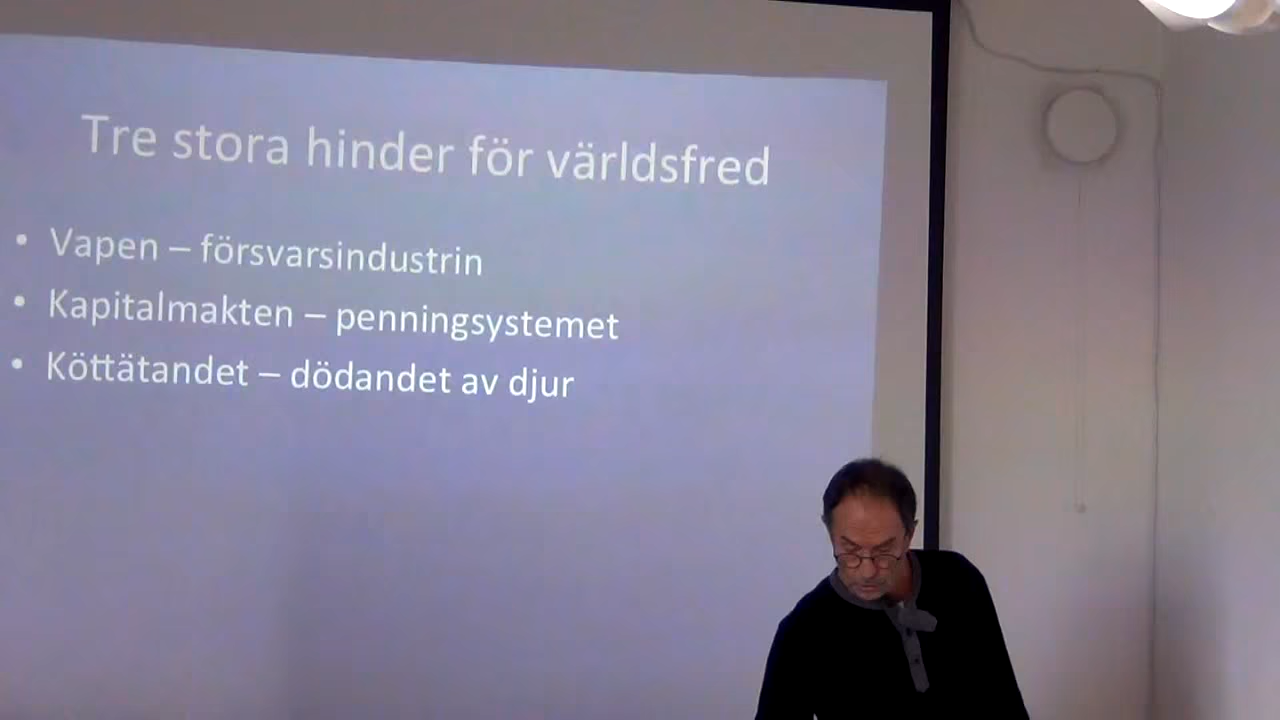 Tre stora hinder för världsfred
• Vapen – försvarsindustrin
• Kapitalmakten – penningsystemet
• Köttätandet – dödandet av djur